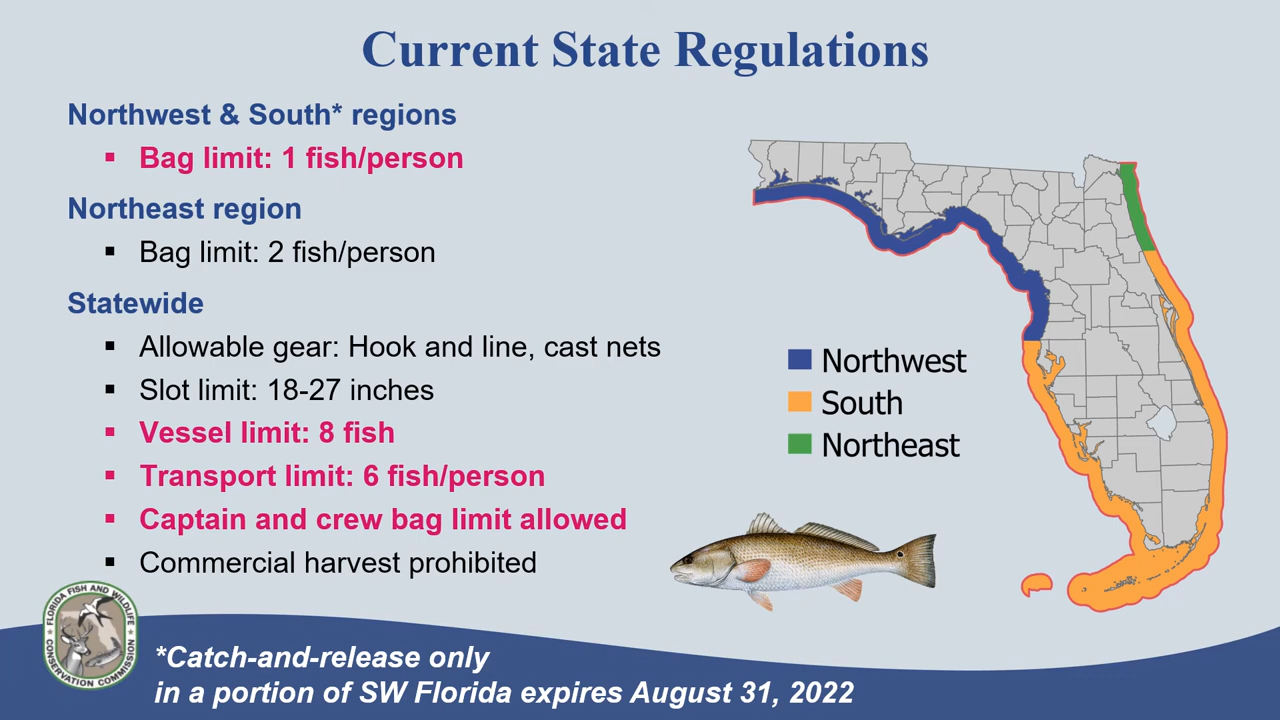 Current State Regulations
Northwest & South* regions
▪ Bag limit: 1 fish/person
Northeast region
▪ Bag limit: 2 fish/person
Statewide
▪ Allowable gear: Hook and line, cast nets
▪ Slot limit: 18-27 inches
▪ Vessel limit: 8 fish
▪ Transport limit: 6 fish/person
▪ Captain and crew bag limit allowed
▪ Commercial harvest prohibited
Northwest
South
Northeast
FLORIDA FISH AND WILDLIFE
CONSERVATION COMMISSION
*Catch-and-release only
in a portion of SW Florida expires August 31, 2022